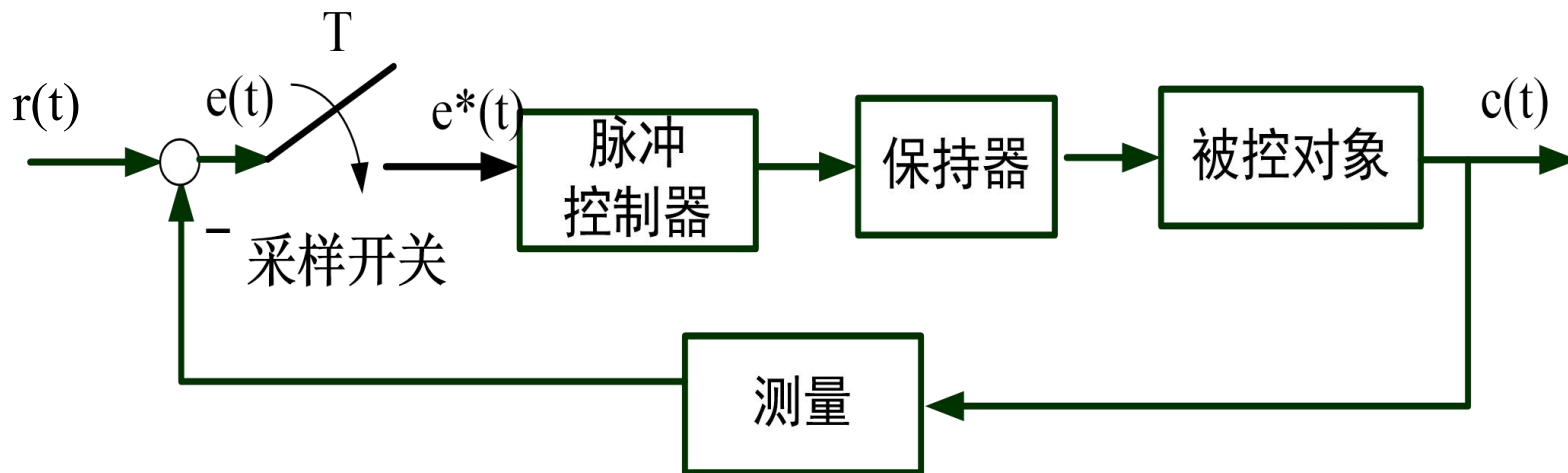 T
r(t)
e(t)
e*(t)
c(t)
脉冲
控制器
保持器
被控对象
−
采样开关
测量